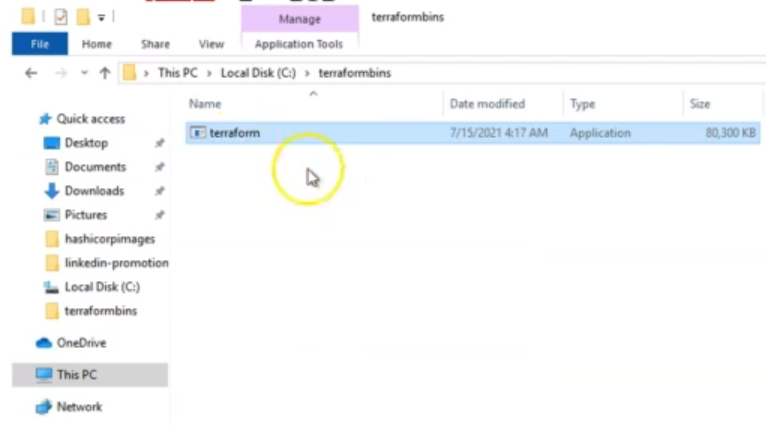 Manage
terraformbins
File
Home
Share
View
Application Tools
This PC > Local Disk (C:) > terraformbins
Name
Date modified
Type
Size
Quick access
terraform
7/15/2021 4:17 AM
Application
80,300 KB
Desktop
Documents
Downloads
Pictures
hashicorpimages
linkedin-promotion
Local Disk (C:)
terraformbins
OneDrive
This PC
Network